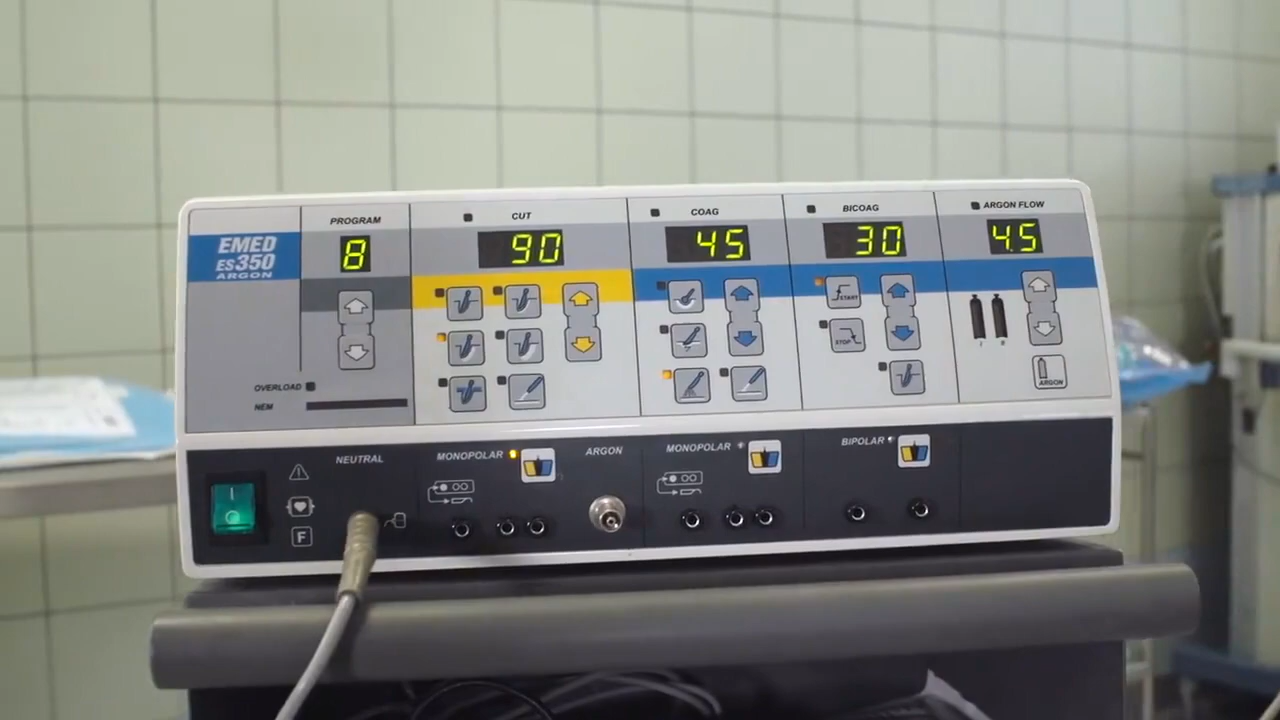 EMED
ES350
ARGON
PROGRAM
8
CUT
90
COAG
45
BICOAG
30
ARGON FLOW
4.5
START
STOP
ARGON
OVERLOAD
NEM
NEUTRAL
MONOPOLAR
ARGON
MONOPOLAR
BIPOLAR
F